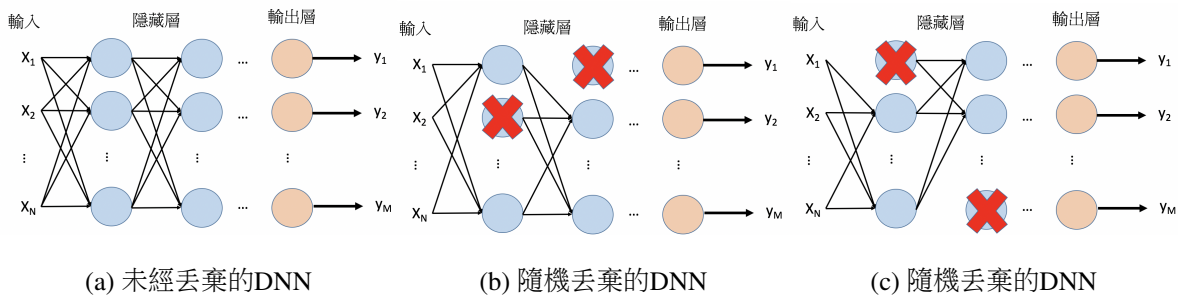 輸入 隱藏層 輸出層
X1 ... y1
X2 ... y2
⋮ ⋮ ⋮
XN ... yM
(a) 未經丟棄的DNN
輸入 隱藏層 輸出層
X1 ... y1
X2 ... y2
⋮ ⋮ ⋮
XN ... yM
(b) 隨機丟棄的DNN
輸入 隱藏層 輸出層
X1 ... y1
X2 ... y2
⋮ ⋮ ⋮
XN ... yM
(c) 隨機丟棄的DNN